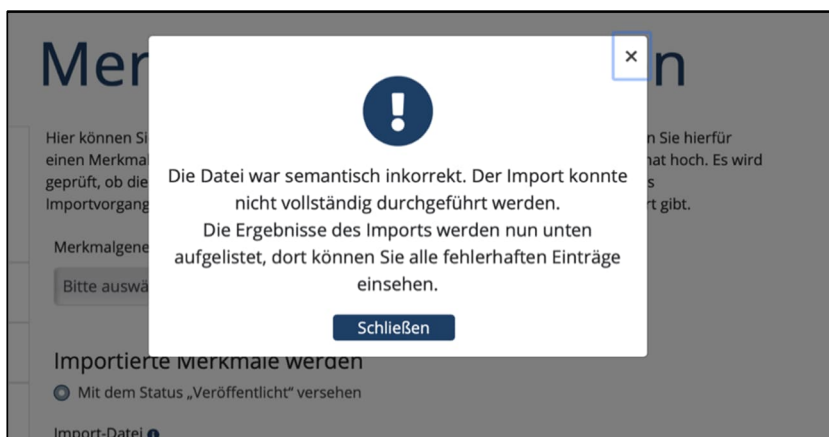 Mer
n
×
Hier können Si
n Sie hierfür
einen Merkmal
nat hoch. Es wird
geprüft, ob die
s
Importvorgang
rt gibt.
Die Datei war semantisch inkorrekt. Der Import konnte
nicht vollständig durchgeführt werden.
Die Ergebnisse des Imports werden nun unten
aufgelistet, dort können Sie alle fehlerhaften Einträge
einsehen.
Schließen
Merkmalgene
Bitte auswä
Importierte Merkmale werden
Mit dem Status „Veröffentlicht“ versehen
Import-Datei